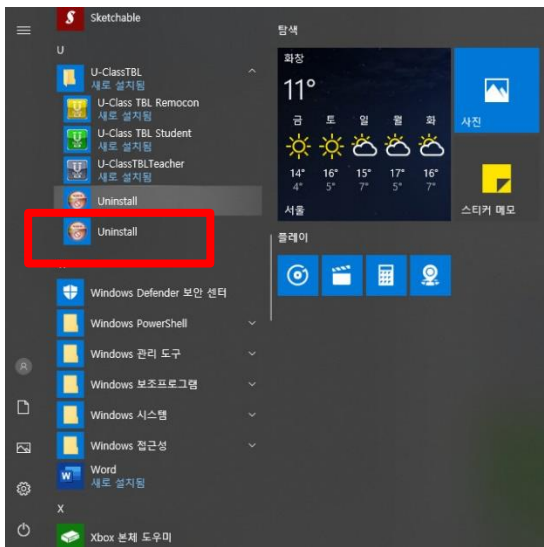 Sketchable
U
U-ClassTBL
새로 설치됨
U-Class TBL Remocon
새로 설치됨
U-Class TBL Student
새로 설치됨
U-ClassTBLTeacher
새로 설치됨
Uninstall
Uninstall
Windows Defender 보안 센터
Windows PowerShell
Windows 관리 도구
Windows 보조프로그램
Windows 시스템
Windows 접근성
Word
새로 설치됨
X
Xbox 본체 도우미
탐색
화창
11°
금 토 일 월 화
14° 16° 15° 17° 16°
4° 5° 7° 5° 7°
서울
사진
스티커 메모
플레이